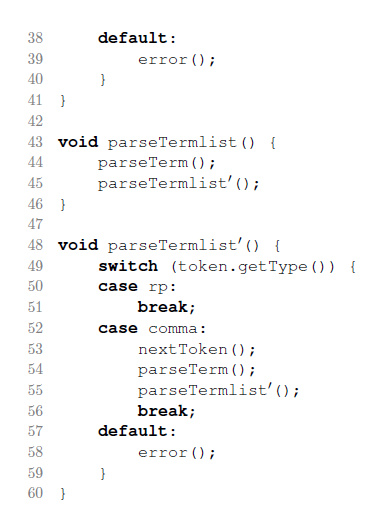 38 default:
39 error();
40 }
41 }
42
43 void parseTermlist() {
44 parseTerm();
45 parseTermlist′();
46 }
47
48 void parseTermlist′() {
49 switch (token.getType()) {
50 case rp:
51 break;
52 case comma:
53 nextToken();
54 parseTerm();
55 parseTermlist′();
56 break;
57 default:
58 error();
59 }
60 }